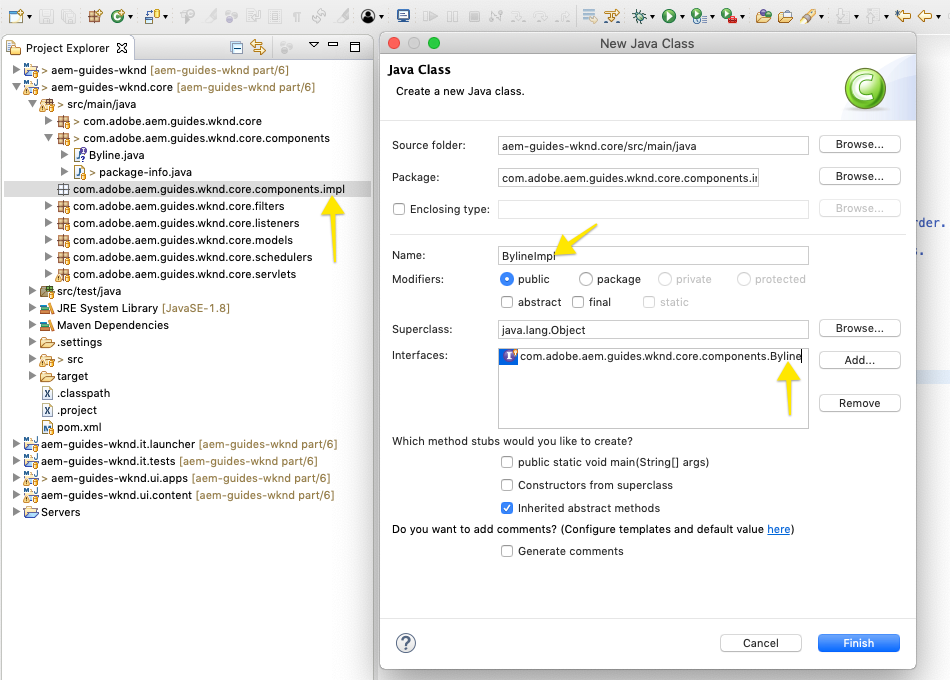 Project Explorer
> aem-guides-wknd [aem-guides-wknd part/6]
> aem-guides-wknd.core [aem-guides-wknd part/6]
> src/main/java
> com.adobe.aem.guides.wknd.core
> com.adobe.aem.guides.wknd.core.components
Byline.java
> package-info.java
com.adobe.aem.guides.wknd.core.components.impl
com.adobe.aem.guides.wknd.core.filters
com.adobe.aem.guides.wknd.core.listeners
com.adobe.aem.guides.wknd.core.models
com.adobe.aem.guides.wknd.core.schedulers
com.adobe.aem.guides.wknd.core.servlets
src/test/java
JRE System Library [JavaSE-1.8]
Maven Dependencies
.settings
> src
target
.classpath
.project
pom.xml
aem-guides-wknd.it.launcher [aem-guides-wknd part/6]
aem-guides-wknd.it.tests [aem-guides-wknd part/6]
> aem-guides-wknd.ui.apps [aem-guides-wknd part/6]
aem-guides-wknd.ui.content [aem-guides-wknd part/6]
Servers
New Java Class
Java Class
Create a new Java class.
C
Source folder: aem-guides-wknd.core/src/main/java Browse...
Package: com.adobe.aem.guides.wknd.core.components.i Browse...
Enclosing type: Browse...
Name: BylineImpl
Modifiers: public package private protected
abstract final static
Superclass: java.lang.Object Browse...
Interfaces: com.adobe.aem.guides.wknd.core.components.Byline Add...
Remove
Which method stubs would you like to create?
public static void main(String[] args)
Constructors from superclass
Inherited abstract methods
Do you want to add comments? (Configure templates and default value here)
Generate comments
? Cancel Finish
rder.
s.